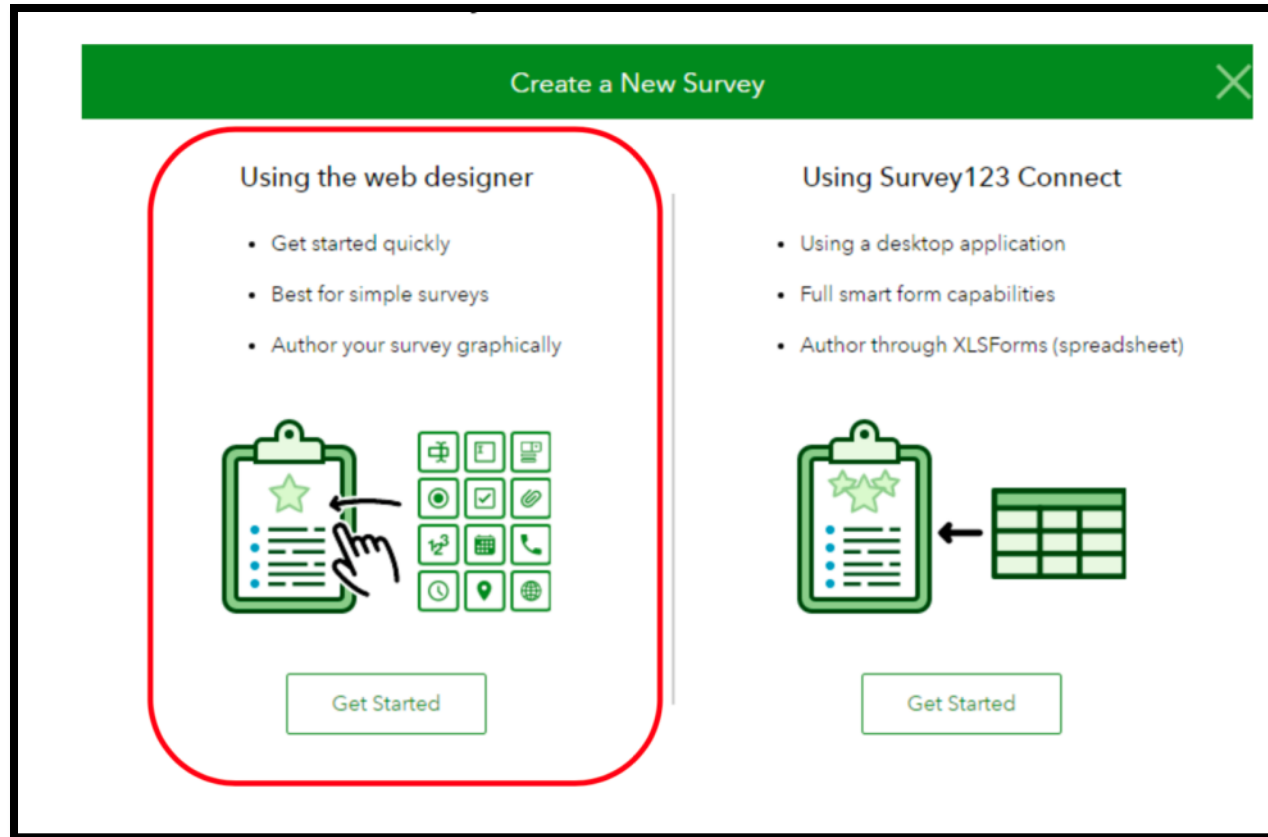 Create a New Survey
Using the web designer
• Get started quickly
• Best for simple surveys
• Author your survey graphically
Get Started
Using Survey123 Connect
• Using a desktop application
• Full smart form capabilities
• Author through XLSForms (spreadsheet)
Get Started